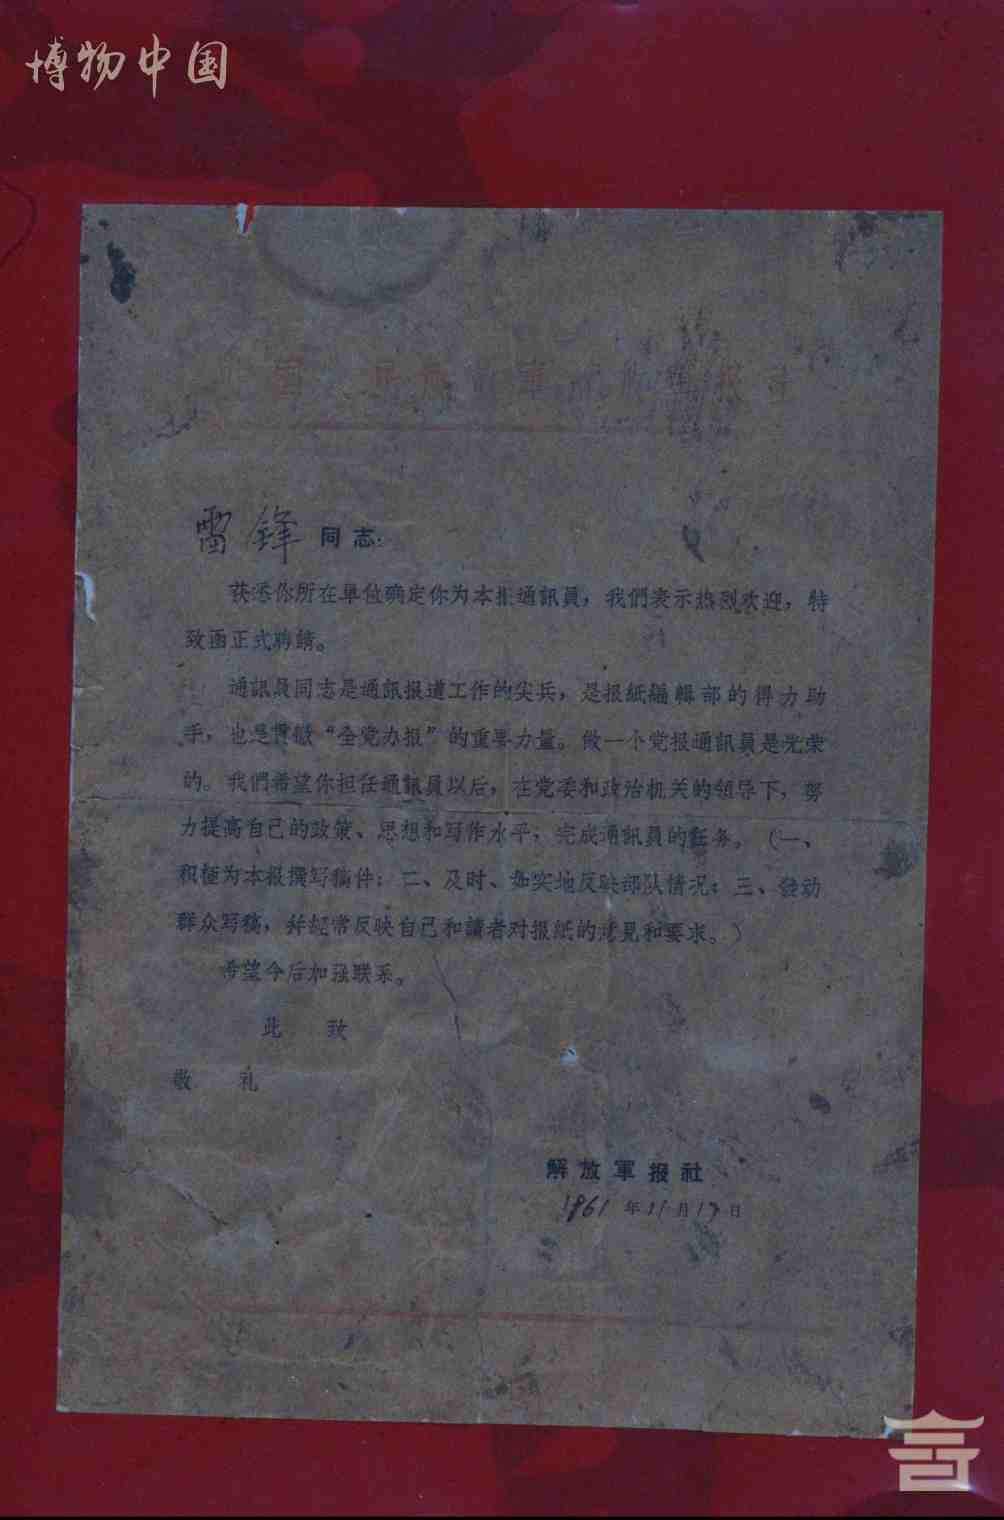 博物中国
雷锋同志:
获悉你所在单位确定你为本报通訊員，我們表示热烈欢迎，特
致函正式聘請。
通訊員同志是通訊报道工作的尖兵，是报紙編輯部的得力助
手，也是貫彻“全党办报”的重要力量。做一个党报通訊員是光荣
的。我們希望你担任通訊員以后，在党委和政治机关的領导下，努
力提高自己的政策、思想和写作水平，完成通訊員的任务。（一、
积极为本报撰写稿件；二、及时、如实地反映部队情况；三、发动
群众写稿，并經常反映自己和讀者对报紙的意見和要求。）
希望今后加强联系。
此 致
敬 礼
解放軍报社
1961年11月17日